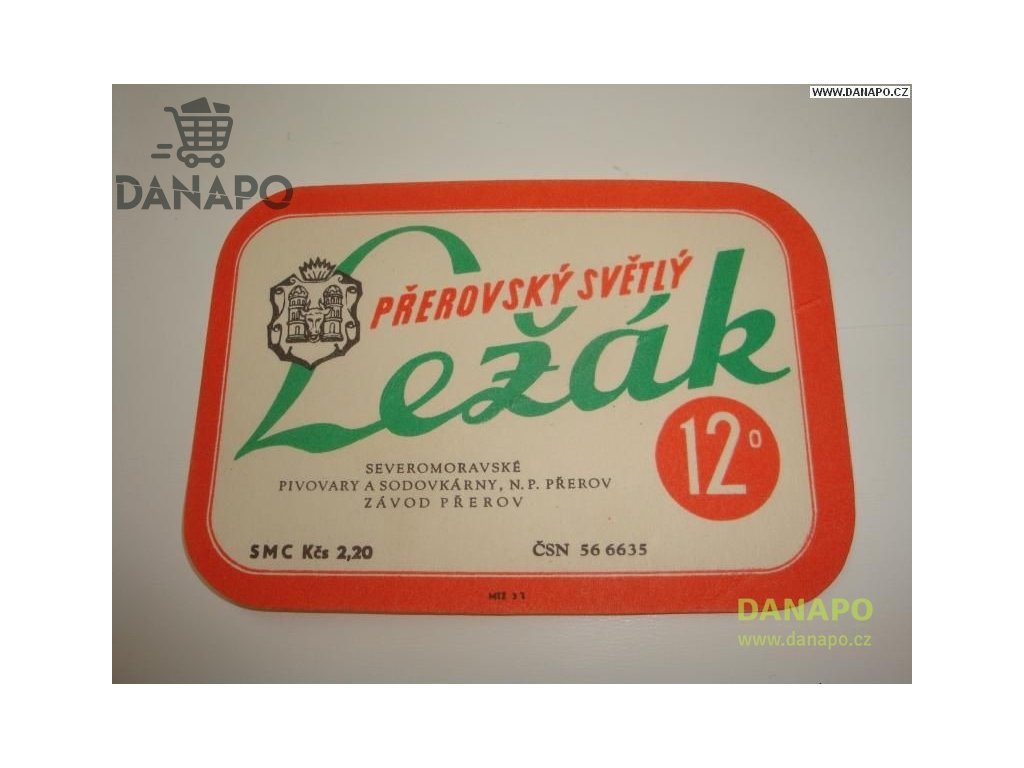 WWW.DANAPO.CZ
DANAPO
PŘEROVSKÝ SVĚTLÝ
Ležák
12°
SEVEROMORAVSKÉ
PIVOVARY A SODOVKÁRNY, N. P. PŘEROV
ZÁVOD PŘEROV
SMC Kčs 2,20
ČSN 56 6635
DANAPO
www.danapo.cz